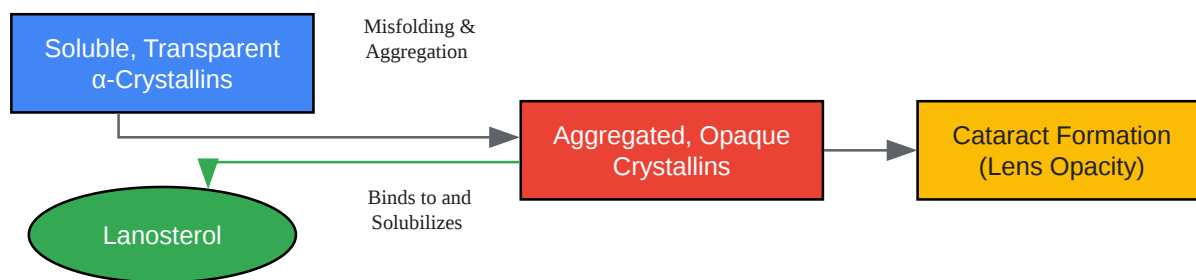 Soluble, Transparent
α-Crystallins
Misfolding &
Aggregation
Aggregated, Opaque
Crystallins
Cataract Formation
(Lens Opacity)
Binds to and
Solubilizes
Lanosterol